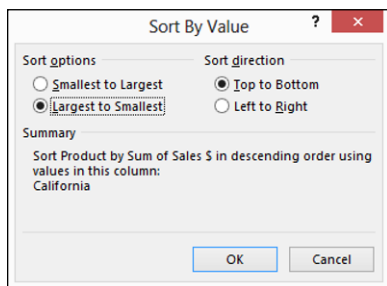 Sort By Value
?
×
Sort options
Sort direction
Smallest to Largest
Top to Bottom
Largest to Smallest
Left to Right
Summary
Sort Product by Sum of Sales $ in descending order using
values in this column:
California
OK
Cancel